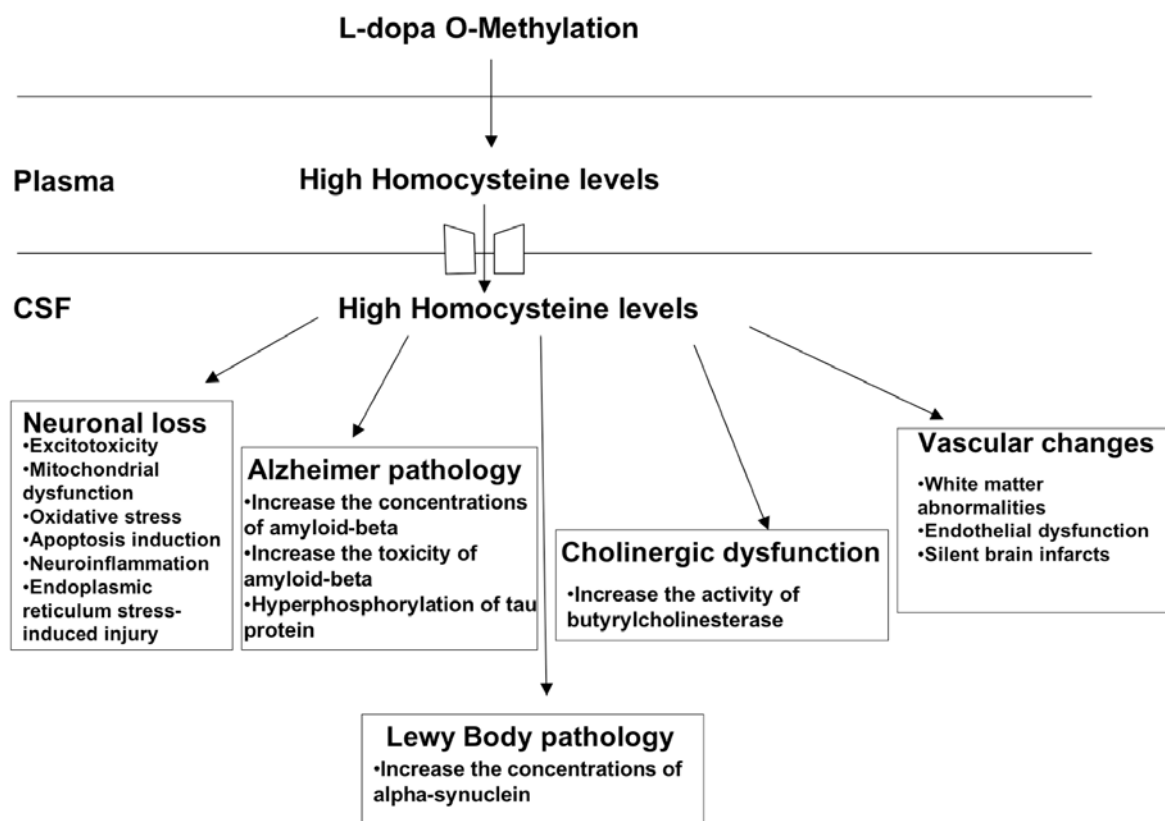 L-dopa O-Methylation
Plasma
High Homocysteine levels
CSF
High Homocysteine levels
Neuronal loss
•Excitotoxicity
•Mitochondrial
dysfunction
•Oxidative stress
•Apoptosis induction
•Neuroinflammation
•Endoplasmic
reticulum stress-
induced injury
Alzheimer pathology
•Increase the concentrations
of amyloid-beta
•Increase the toxicity of
amyloid-beta
•Hyperphosphorylation of tau
protein
Cholinergic dysfunction
•Increase the activity of
butyrylcholinesterase
Vascular changes
•White matter
abnormalities
•Endothelial dysfunction
•Silent brain infarcts
Lewy Body pathology
•Increase the concentrations of
alpha-synuclein